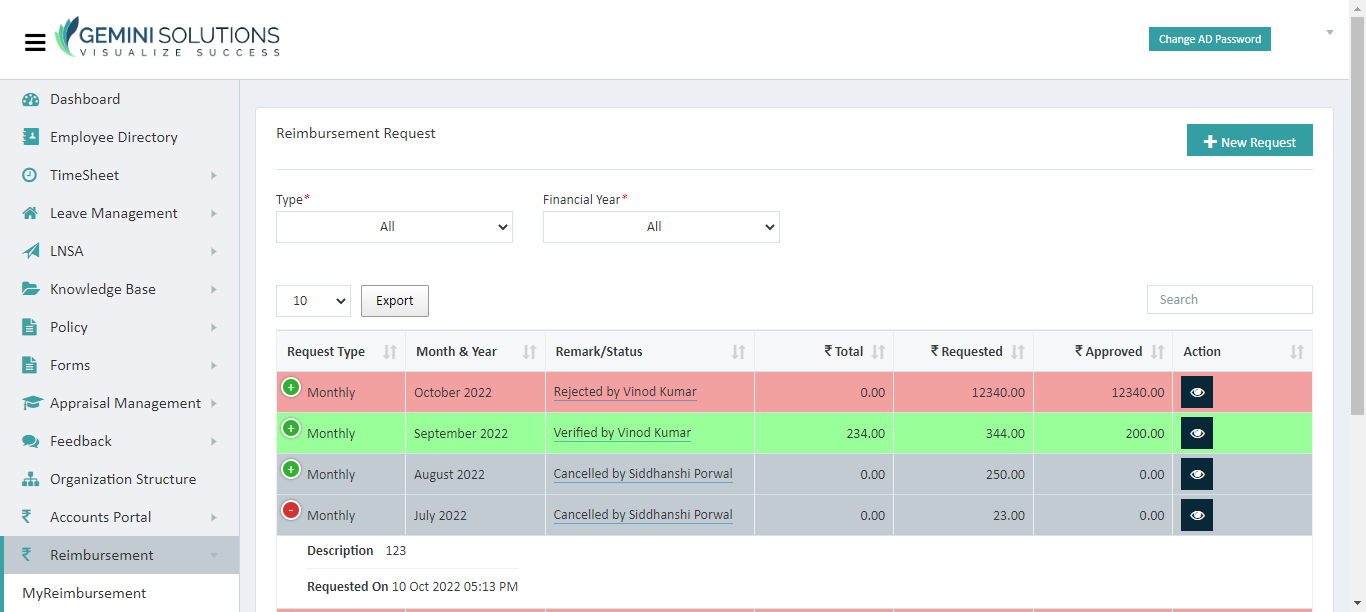 GEMINI SOLUTIONS
VISUALIZE SUCCESS
Change AD Password
Dashboard
Employee Directory
TimeSheet
Leave Management
LNSA
Knowledge Base
Policy
Forms
Appraisal Management
Feedback
Organization Structure
Accounts Portal
Reimbursement
MyReimbursement
Reimbursement Request
New Request
Type* Financial Year*
All All
10 Export Search
Request Type Month & Year Remark/Status ₹ Total ₹ Requested ₹ Approved Action
Monthly October 2022 Rejected by Vinod Kumar 0.00 12340.00 12340.00
Monthly September 2022 Verified by Vinod Kumar 234.00 344.00 200.00
Monthly August 2022 Cancelled by Siddhanshi Porwal 0.00 250.00 0.00
Monthly July 2022 Cancelled by Siddhanshi Porwal 0.00 23.00 0.00
Description 123
Requested On 10 Oct 2022 05:13 PM